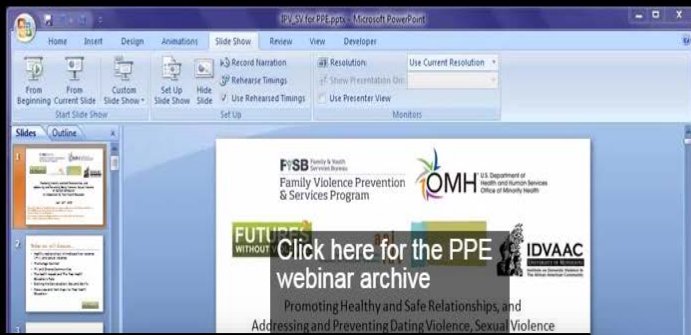 IPV_SV for PPE.pptx - Microsoft PowerPoint
Home Insert Design Animations Slide Show Review View Developer
From Beginning
From Current Slide
Custom Slide Show
Set Up Slide Show
Hide Slide
Record Narration
Rehearse Timings
Use Rehearsed Timings
Resolution: Use Current Resolution
Show Presentation On:
Use Presenter View
Start Slide Show Set Up Monitors
Slides Outline
1
2
3
FYSB Family & Youth Services Bureau
Family Violence Prevention
& Services Program
OMH U.S. Department of
Health and Human Services
Office of Minority Health
FUTURES
WITHOUT
IDVAAC
Click here for the PPE
webinar archive
Promoting Healthy and Safe Relationships, and
Addressing and Preventing Dating Violence, Sexual Violence